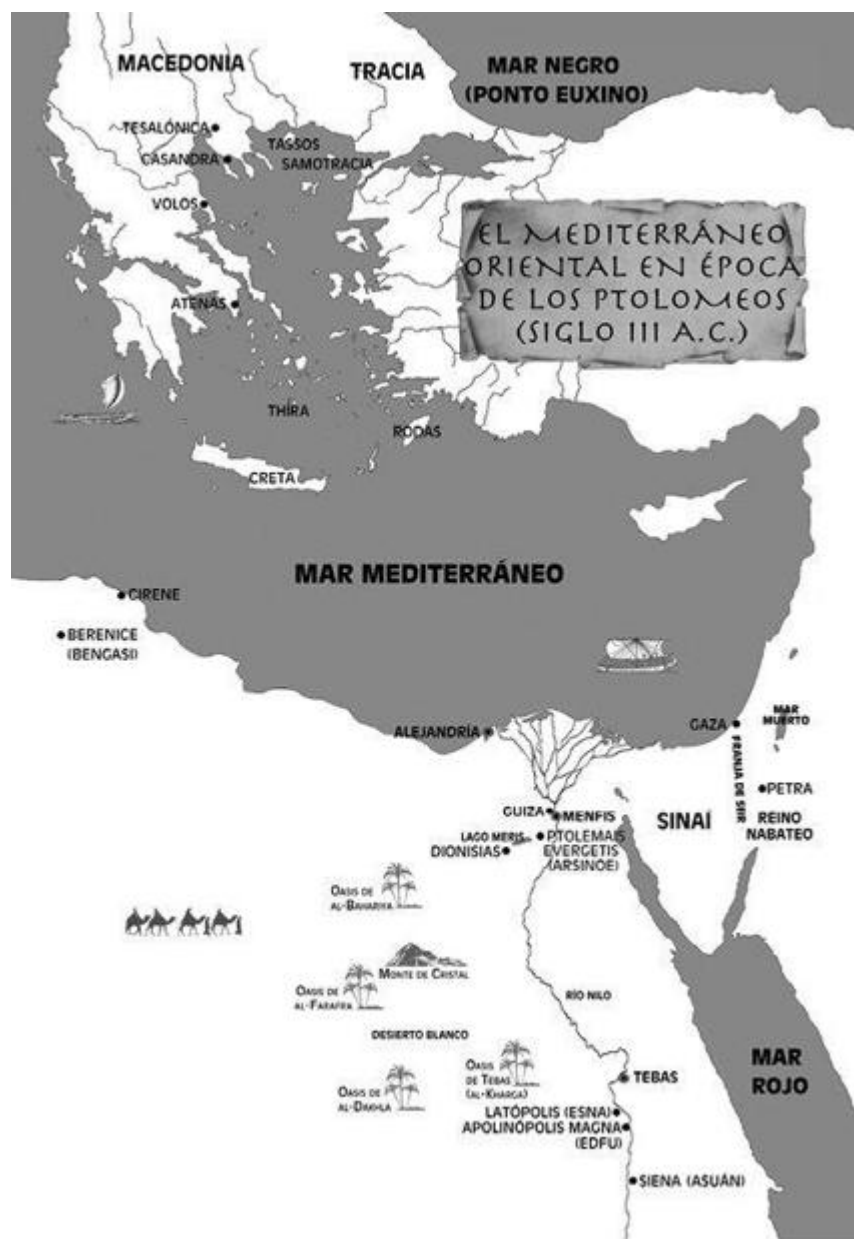 MACEDONIA
TRACIA
MAR NEGRO
(PONTO EUXINO)
TESALÓNICA
TASSOS
CASANDRA
SAMOTRACIA
VOLOS
EL MEDITERRÁNEO
ORIENTAL EN ÉPOCA
DE LOS PTOLOMEOS
(SIGLO III A.C.)
ATENAS
THÍRA
RODAS
CRETA
MAR MEDITERRÁNEO
CIRENE
BERENICE
(BENGASI)
ALEJANDRÍA
GAZA
MAR
MUERTO
FRANJA DE SEIR
PETRA
GUIZA
MENFIS
SINAÍ
REINO
NABATEO
LAGO MERIS
DIONISIAS
PTOLEMAIS
EVERGETIS
(ARSINÓE)
OASIS DE
AL-BAHARIYA
MONTE DE CRISTAL
OASIS DE
AL-FARAFRA
RÍO NILO
DESIERTO BLANCO
MAR
ROJO
OASIS
DE TEBAS
(AL-KHARGA)
TEBAS
OASIS DE
AL-DAKHLA
LATÓPOLIS (ESNA)
APOLINÓPOLIS MAGNA
(EDFU)
SIENA (ASUÁN)